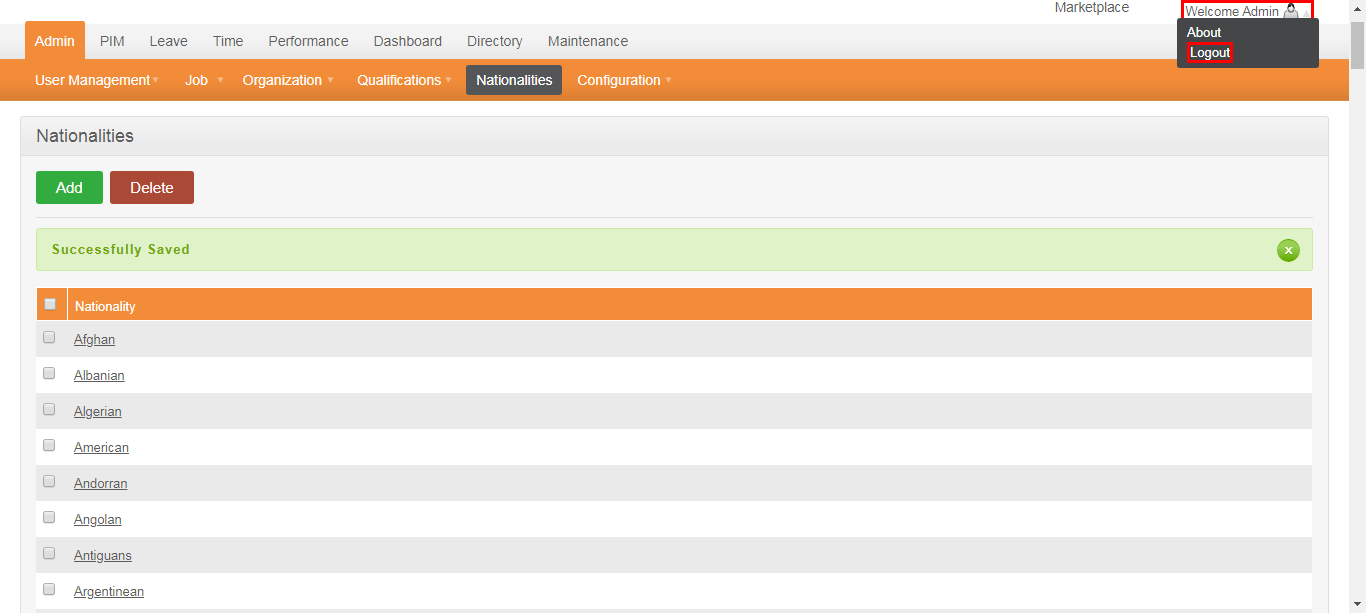 Marketplace
Welcome Admin
About
Logout
Admin PIM Leave Time Performance Dashboard Directory Maintenance
User Management Job Organization Qualifications Nationalities Configuration
Nationalities
Add Delete
Successfully Saved
x
Nationality
Afghan
Albanian
Algerian
American
Andorran
Angolan
Antiguans
Argentinean